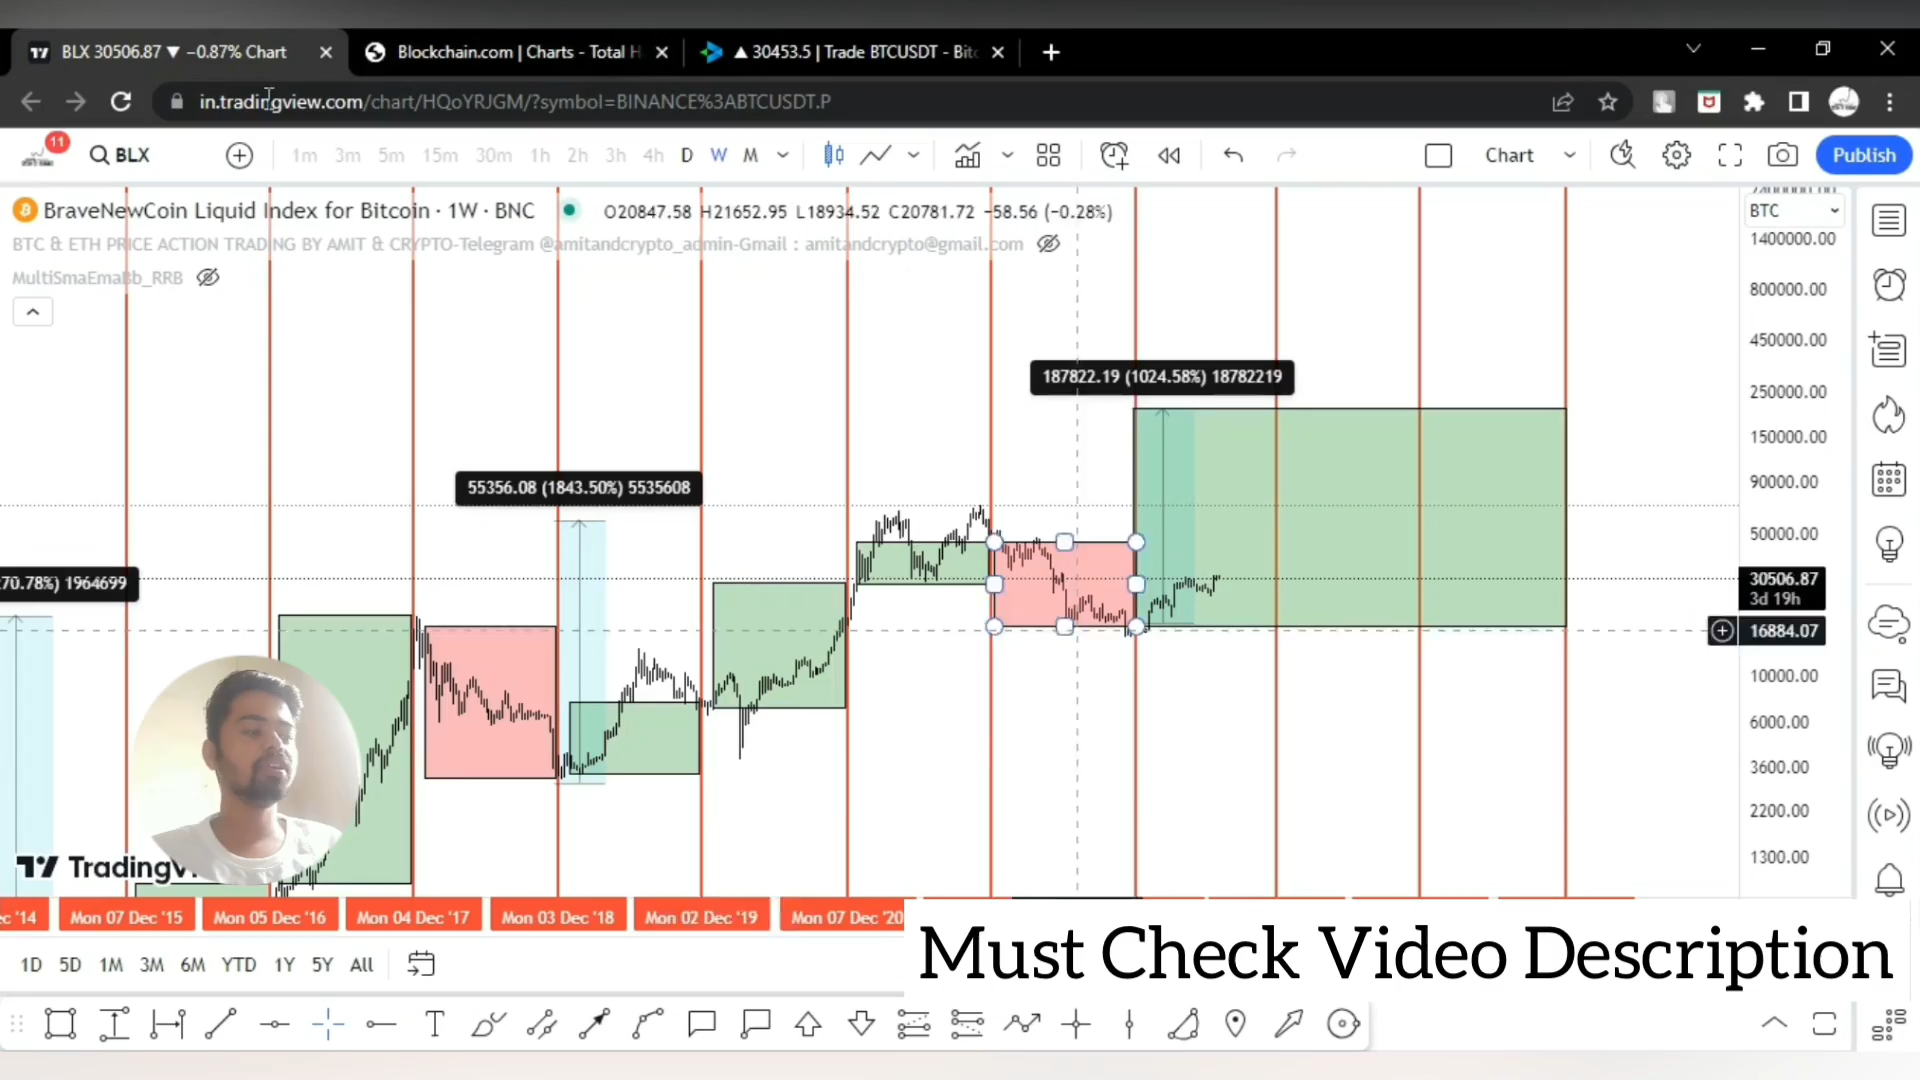 BLX 30506.87 ▼ −0.87% Chart
Blockchain.com | Charts - Total H
▲ 30453.5 | Trade BTCUSDT - Bitc
in.tradingview.com/chart/HQoYRJGM/?symbol=BINANCE%3ABTCUSDT.P
11
BLX
1m 3m 5m 15m 30m 1h 2h 3h 4h D W M
Chart
Publish
BraveNewCoin Liquid Index for Bitcoin · 1W · BNC
O20847.58 H21652.95 L18934.52 C20781.72 −58.56 (−0.28%)
BTC & ETH PRICE ACTION TRADING BY AMIT & CRYPTO-Telegram @amitandcrypto_admin-Gmail : amitandcrypto@gmail.com
MultiSmaEmaBb_RRB
BTC
1400000.00
800000.00
450000.00
187822.19 (1024.58%) 18782219
250000.00
150000.00
55356.08 (1843.50%) 5535608
90000.00
50000.00
70.78%) 1964699
30506.87
3d 19h
16884.07
10000.00
6000.00
3600.00
2200.00
1300.00
TradingV
ec '14
Mon 07 Dec '15
Mon 05 Dec '16
Mon 04 Dec '17
Mon 03 Dec '18
Mon 02 Dec '19
Mon 07 Dec '20
Must Check Video Description
1D 5D 1M 3M 6M YTD 1Y 5Y All